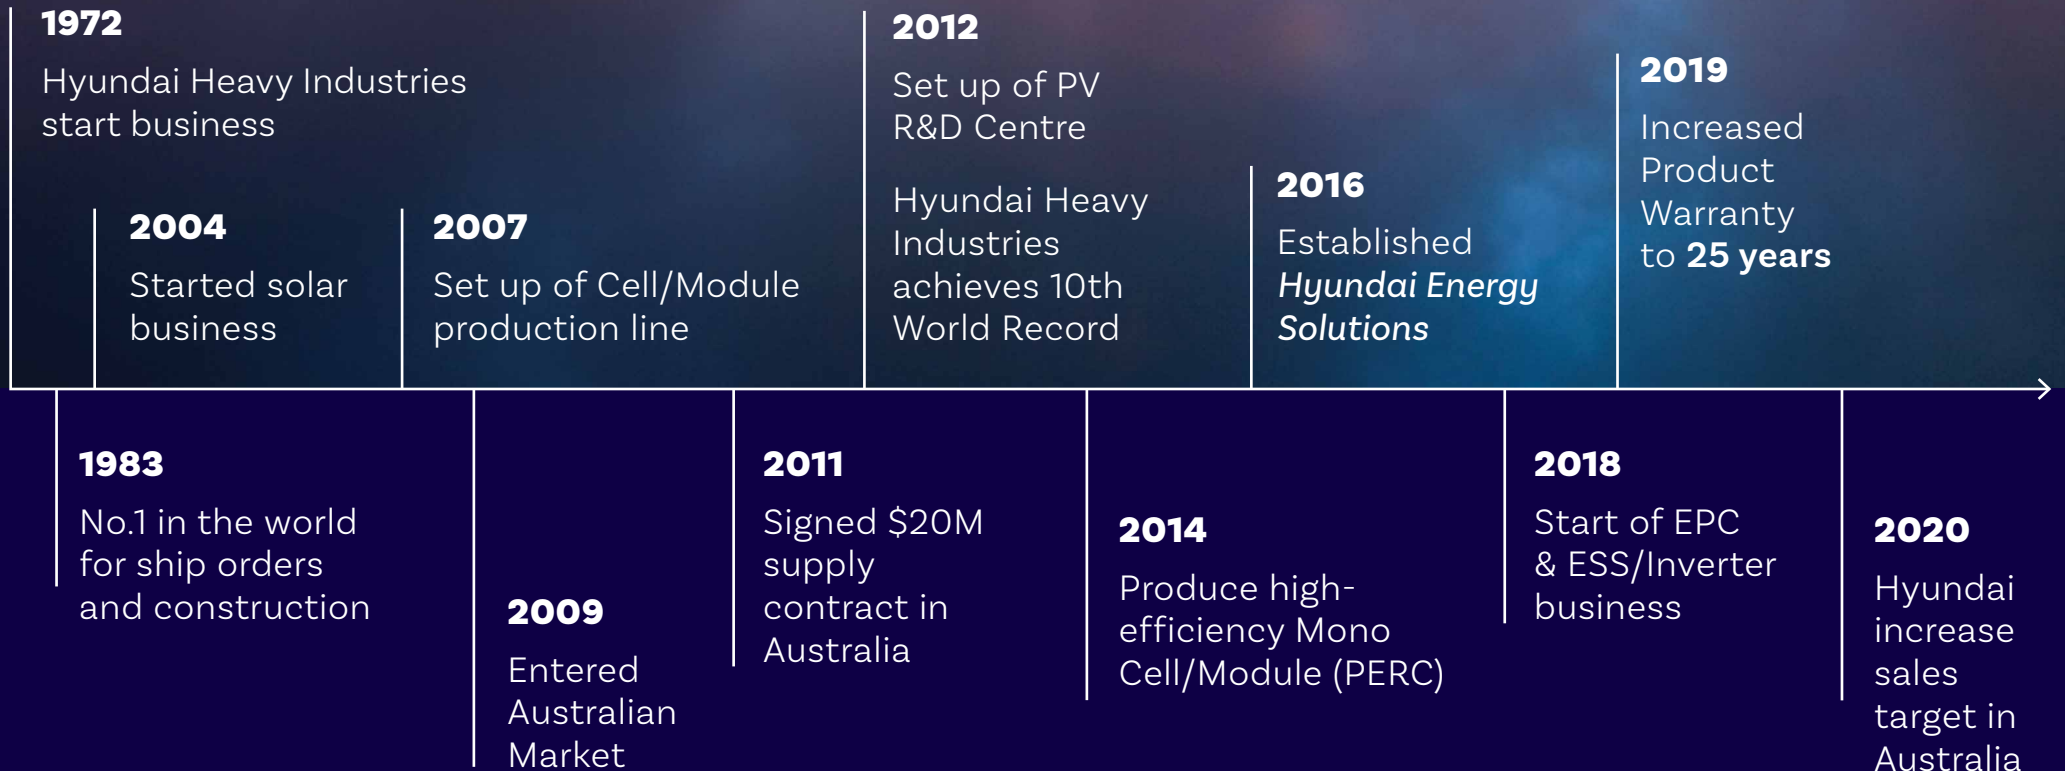 1972
Hyundai Heavy Industries
start business
1983
No.1 in the world
for ship orders
and construction
2004
Started solar
business
2007
Set up of Cell/Module
production line
2009
Entered
Australian
Market
2011
Signed $20M
supply
contract in
Australia
2012
Set up of PV
R&D Centre
Hyundai Heavy
Industries
achieves 10th
World Record
2014
Produce high-
efficiency Mono
Cell/Module (PERC)
2016
Established
Hyundai Energy
Solutions
2018
Start of EPC
& ESS/Inverter
business
2019
Increased
Product
Warranty
to 25 years
2020
Hyundai
increase
sales
target in
Australia